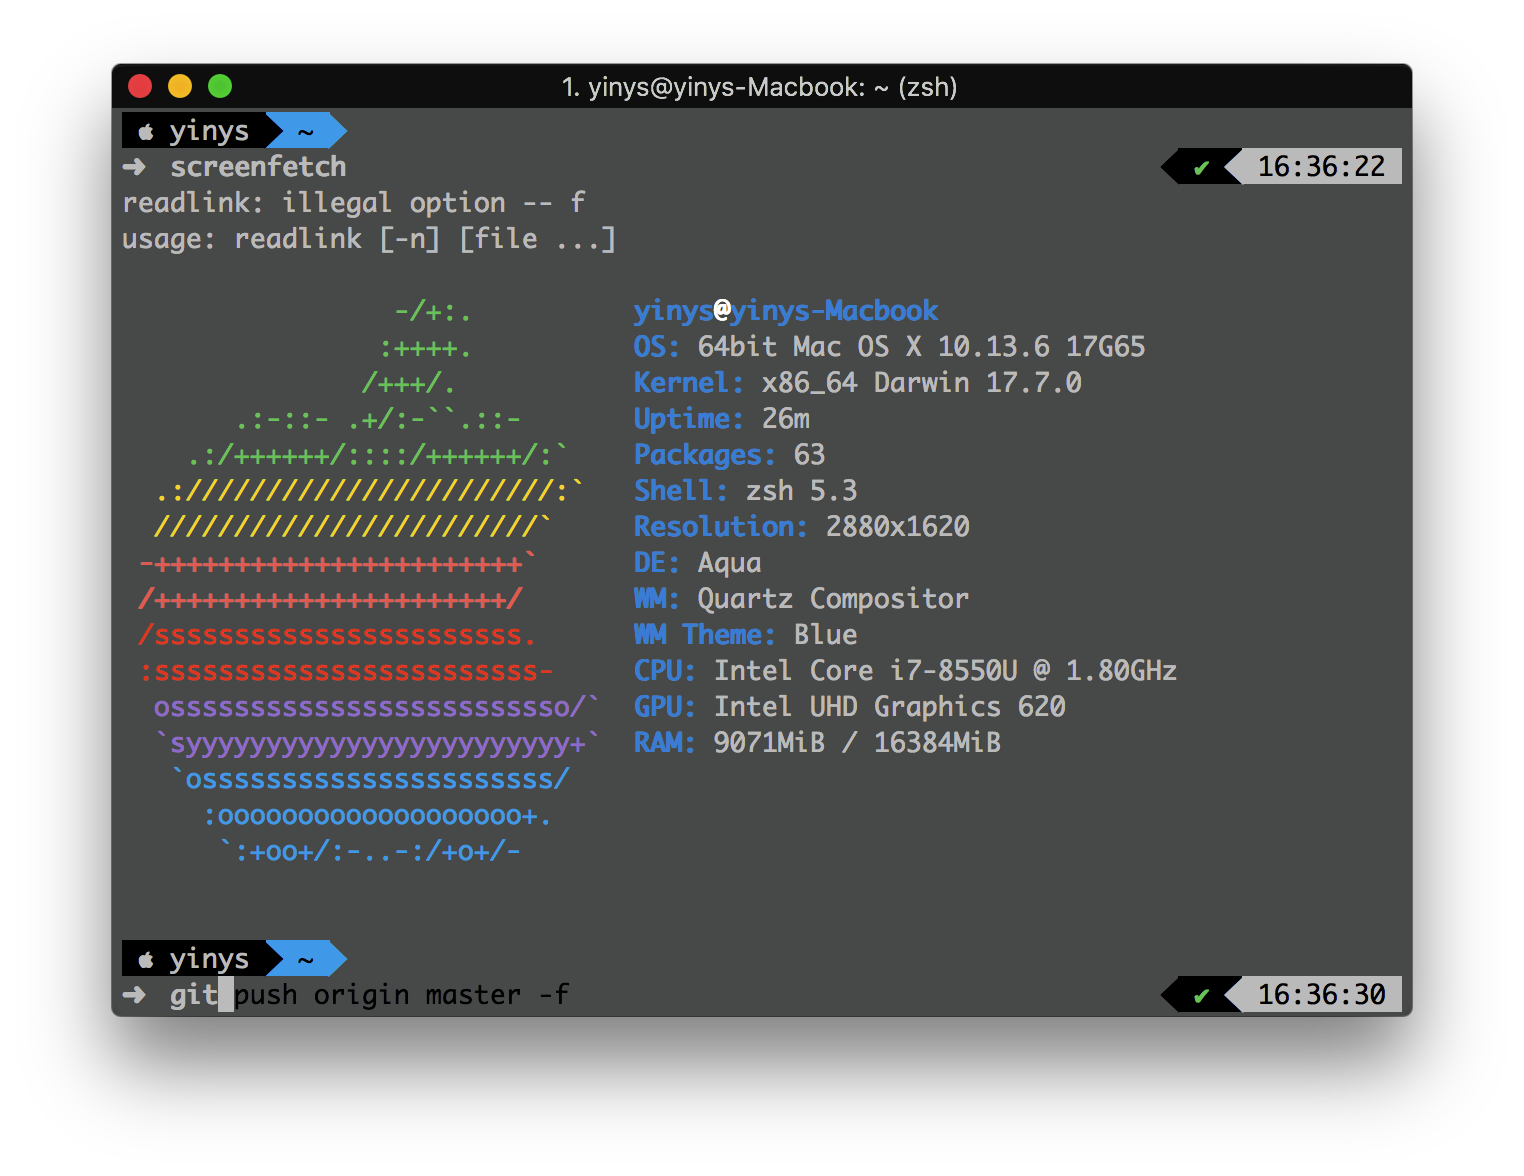 1. yinys@yinys-Macbook: ~ (zsh)
yinys ~
➜ screenfetch ✔ 16:36:22
readlink: illegal option -- f
usage: readlink [-n] [file ...]
-/+:. yinys@yinys-Macbook
:++++. OS: 64bit Mac OS X 10.13.6 17G65
/+++/. Kernel: x86_64 Darwin 17.7.0
.:-::- .+/:-``.::- Uptime: 26m
.:/++++++/::::/++++++/:` Packages: 63
.:///////////////////////:` Shell: zsh 5.3
////////////////////////` Resolution: 2880x1620
-+++++++++++++++++++++++` DE: Aqua
/++++++++++++++++++++++/ WM: Quartz Compositor
/sssssssssssssssssssssss. WM Theme: Blue
:ssssssssssssssssssssssss- CPU: Intel Core i7-8550U @ 1.80GHz
osssssssssssssssssssssssso/` GPU: Intel UHD Graphics 620
`syyyyyyyyyyyyyyyyyyyyyyyy+` RAM: 9071MiB / 16384MiB
`ossssssssssssssssssssss/
:ooooooooooooooooooo+.
`:+oo+/:-..-:/+o+/-
yinys ~
➜ git push origin master -f ✔ 16:36:30